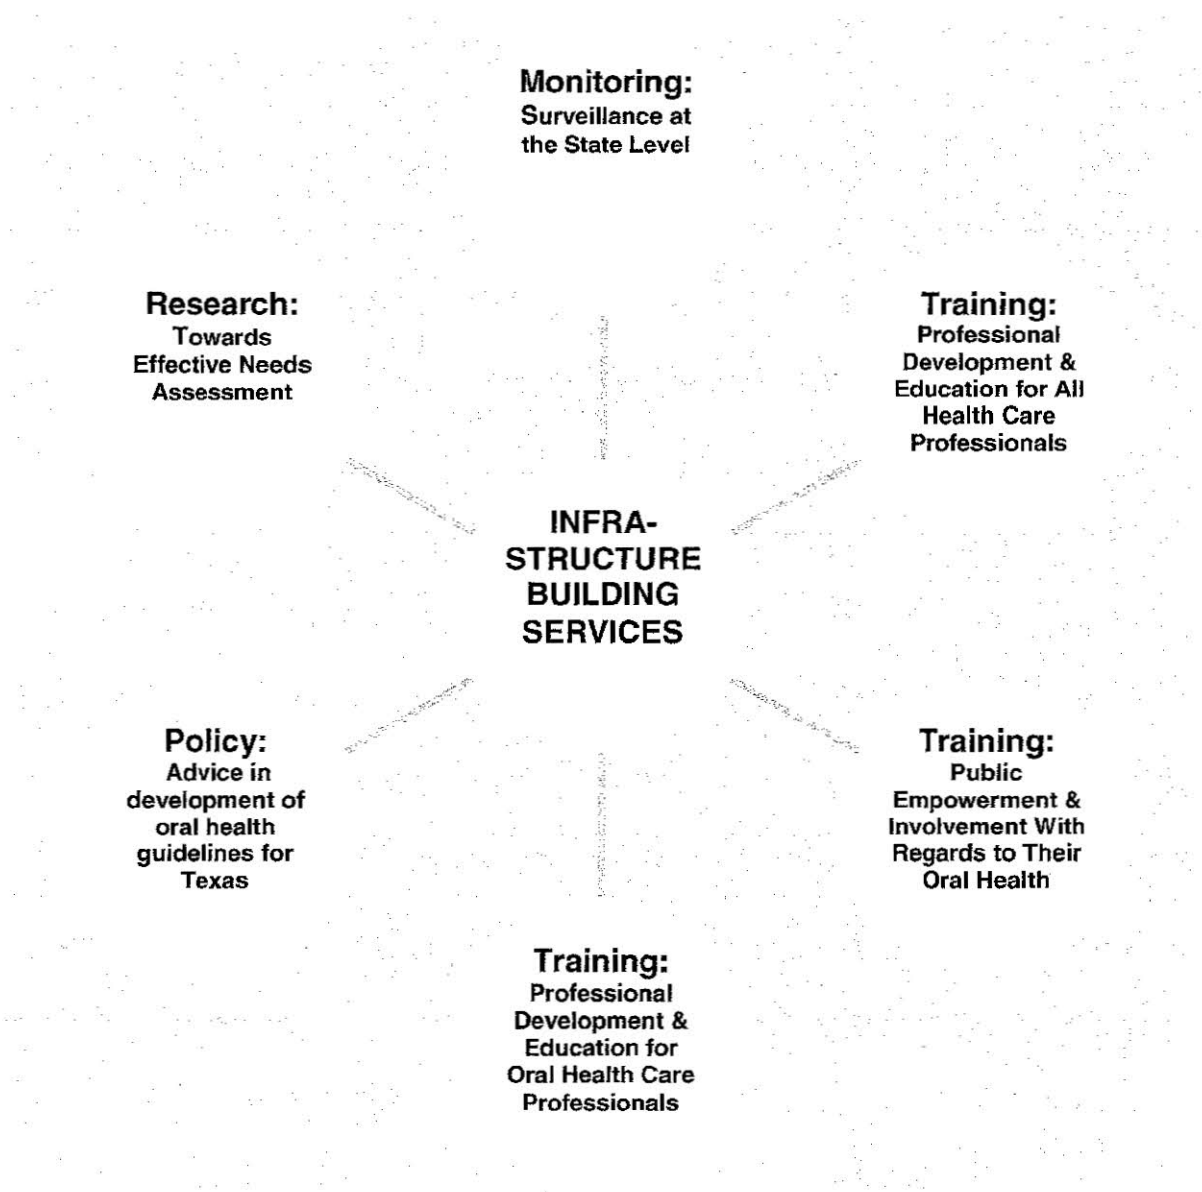 Monitoring:
Surveillance at
the State Level
Research:
Towards
Effective Needs
Assessment
Training:
Professional
Development &
Education for All
Health Care
Professionals
INFRA-
STRUCTURE
BUILDING
SERVICES
Policy:
Advice in
development of
oral health
guidelines for
Texas
Training:
Public
Empowerment &
Involvement With
Regards to Their
Oral Health
Training:
Professional
Development &
Education for
Oral Health Care
Professionals